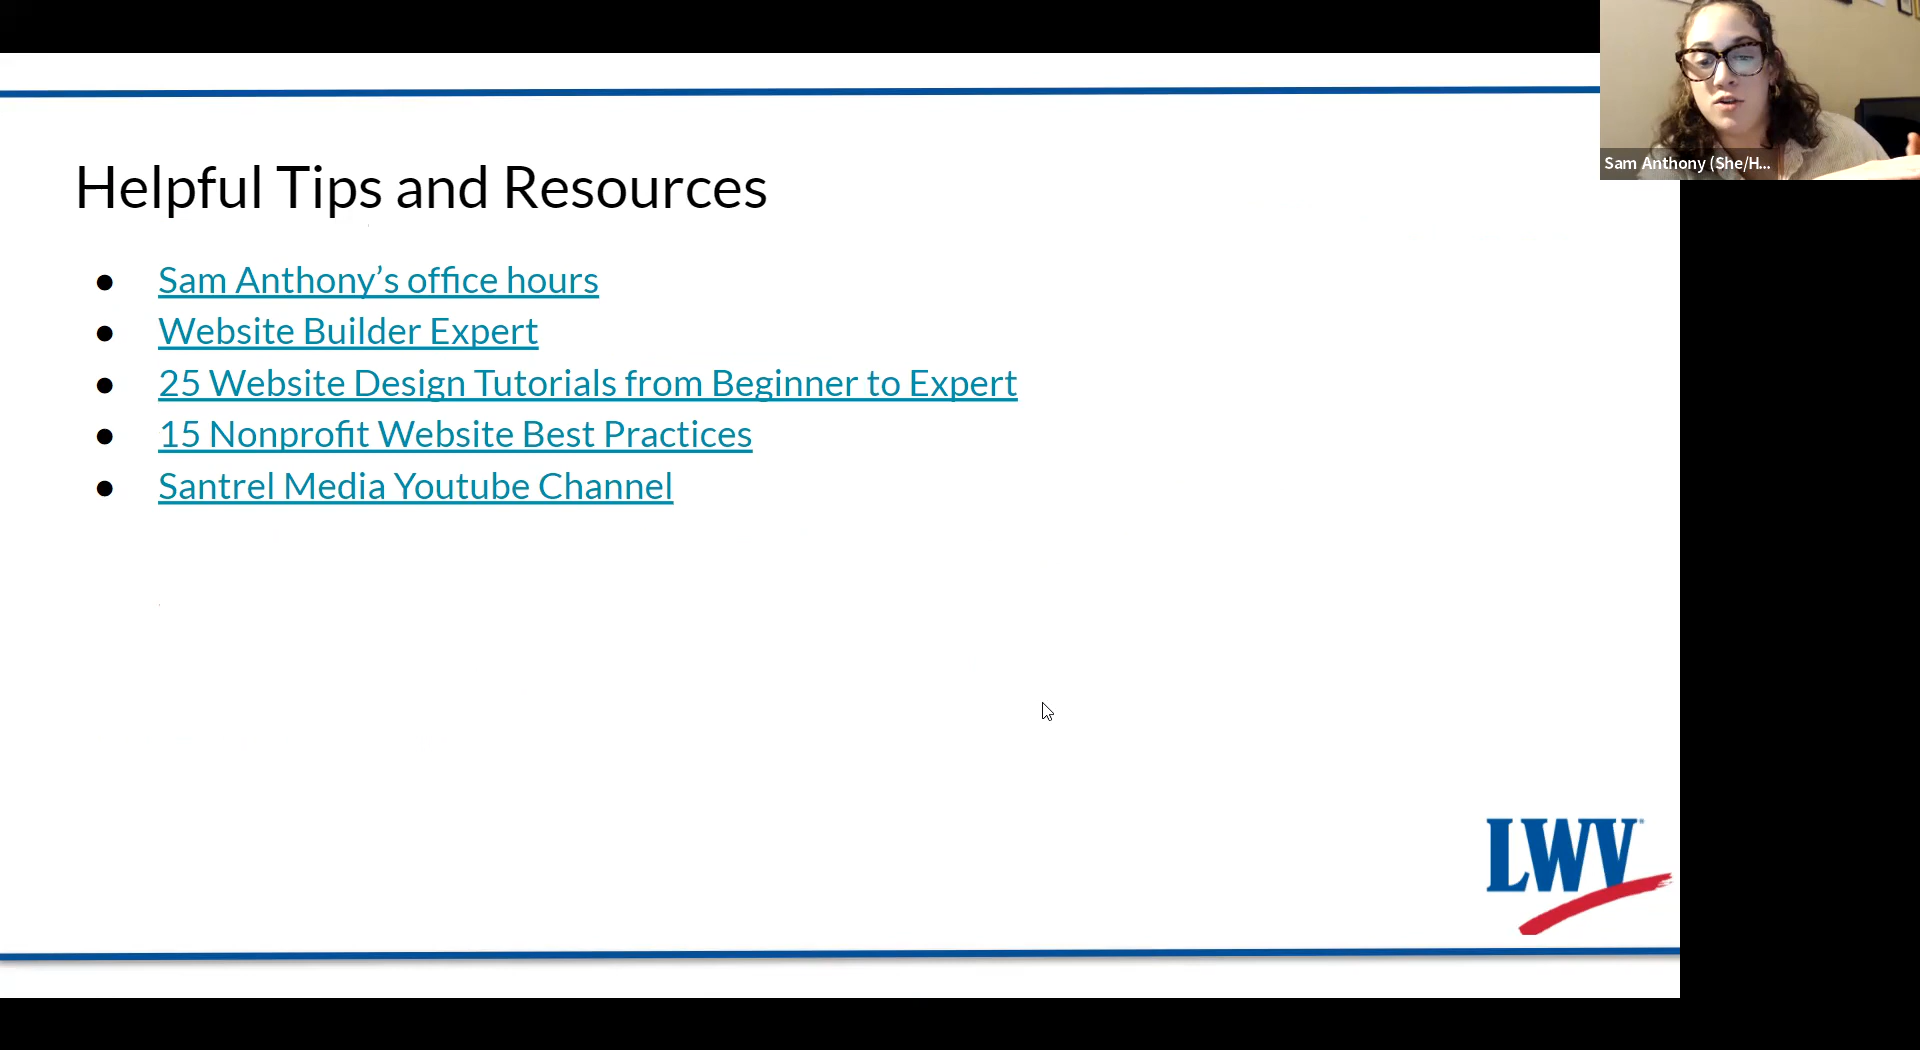 Sam Anthony (She/H...
Helpful Tips and Resources
● Sam Anthony’s office hours
● Website Builder Expert
● 25 Website Design Tutorials from Beginner to Expert
● 15 Nonprofit Website Best Practices
● Santrel Media Youtube Channel
LWV®